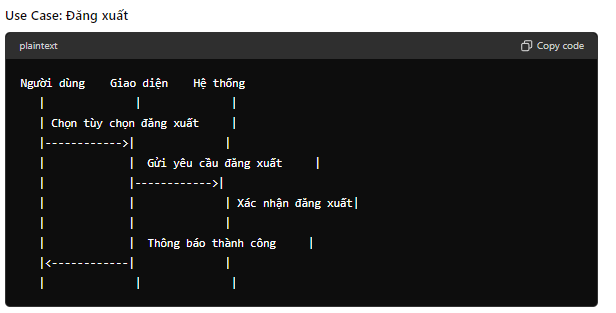 Use Case: Đăng xuất
plaintext
Copy code
Người dùng    Giao diện    Hệ thống
   |              |              |
   | Chọn tùy chọn đăng xuất     |
   |------------>|              |
   |             |  Gửi yêu cầu đăng xuất     |
   |             |------------>|
   |             |             | Xác nhận đăng xuất|
   |             |             |
   |             |  Thông báo thành công     |
   |<------------|              |
   |              |              |